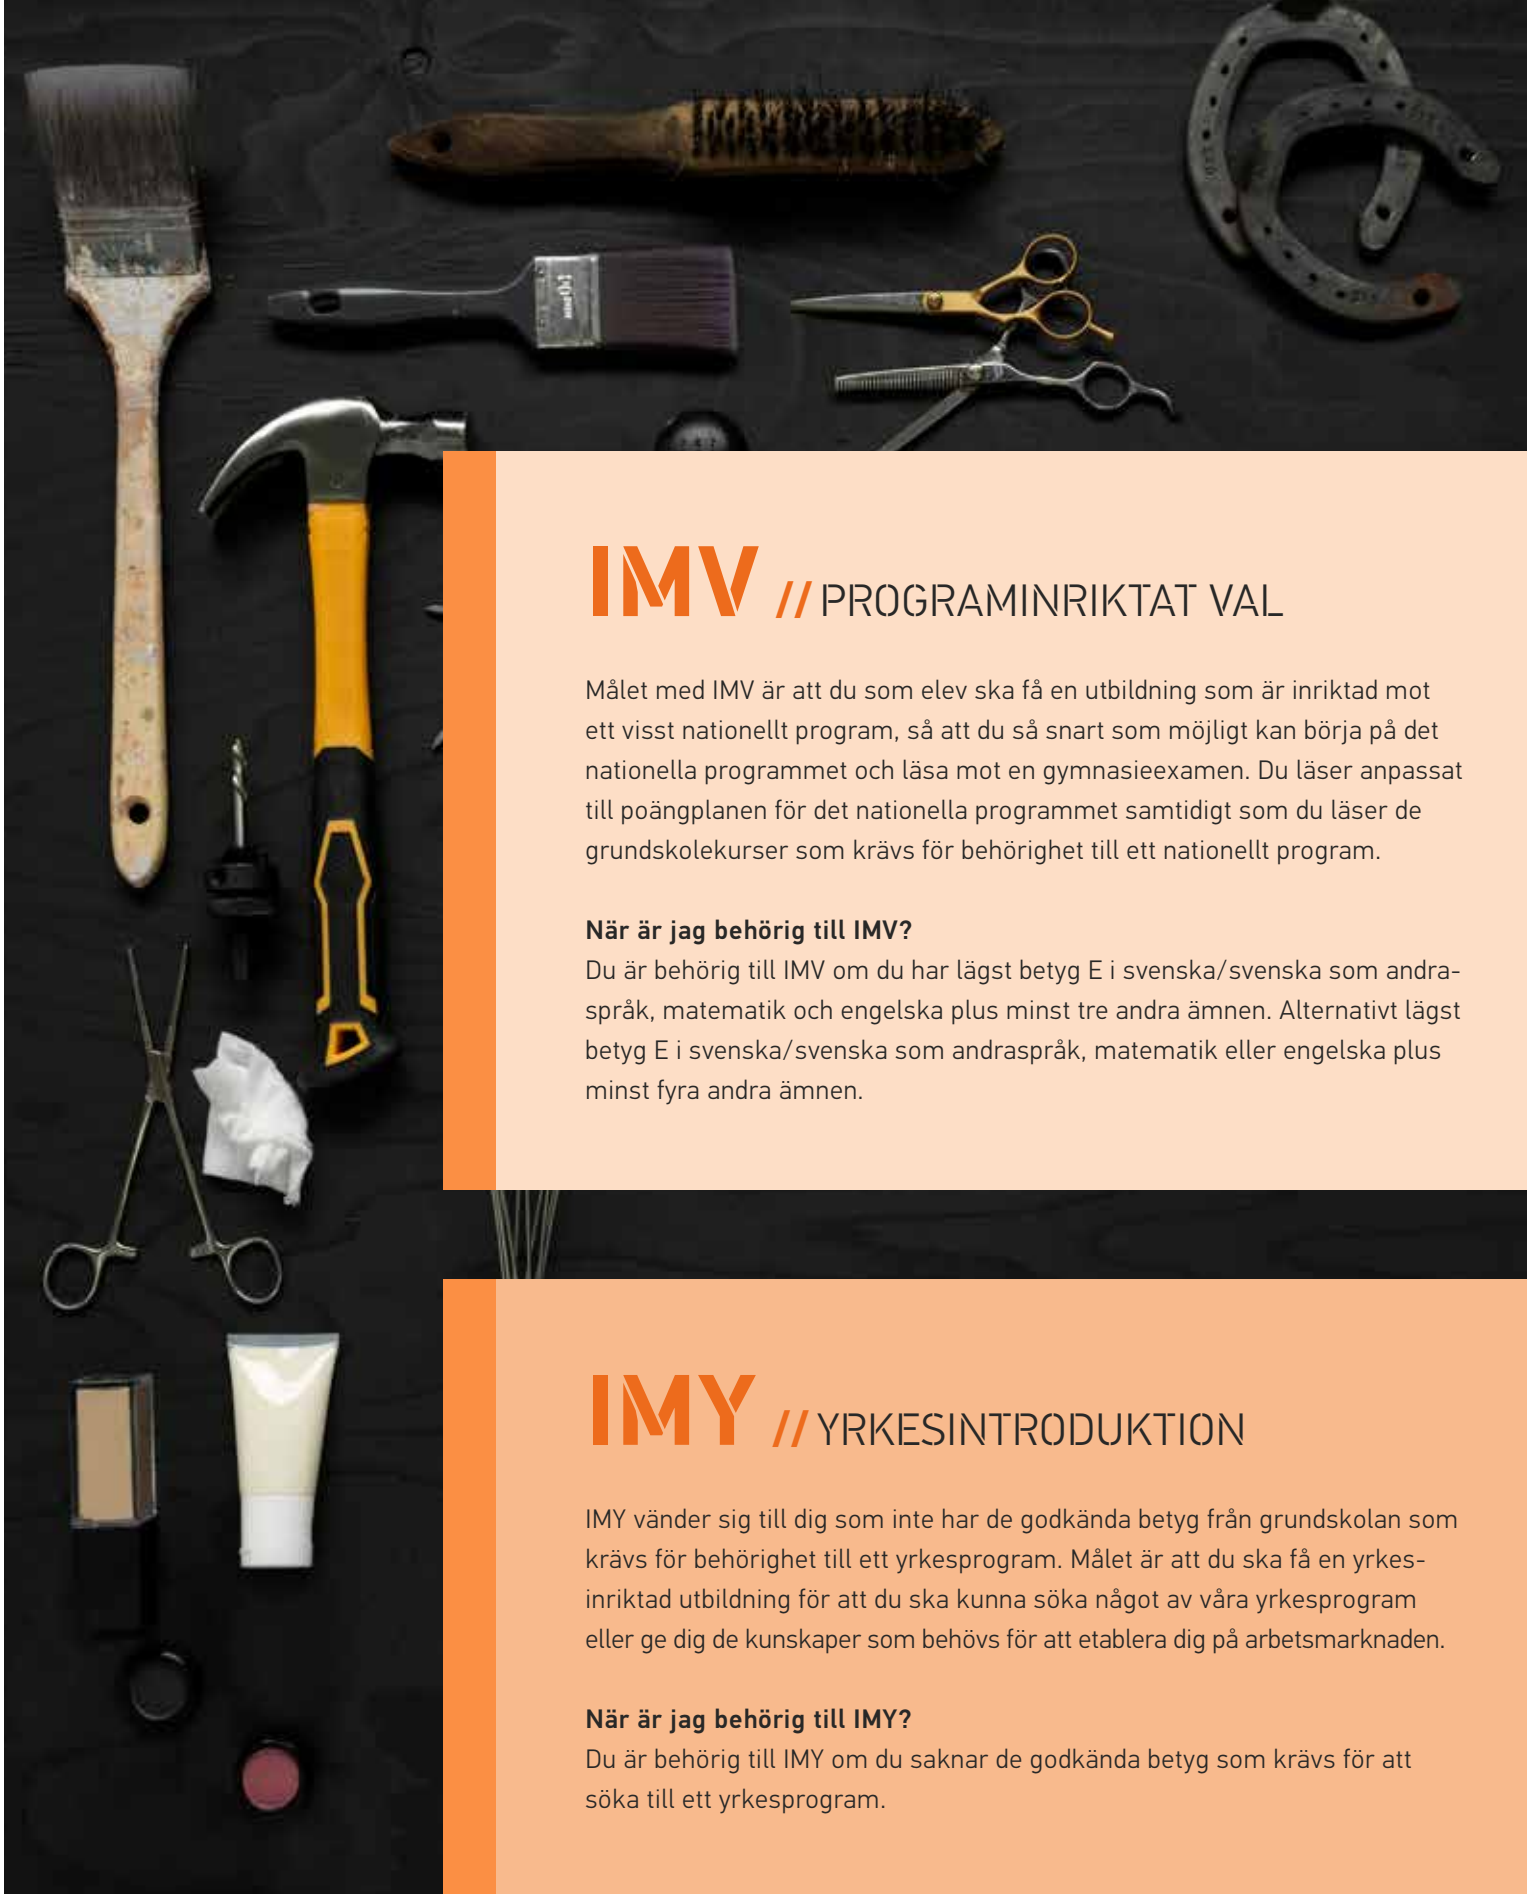 IMV // PROGRAMINRIKTAT VAL
Målet med IMV är att du som elev ska få en utbildning som är inriktad mot
ett visst nationellt program, så att du så snart som möjligt kan börja på det
nationella programmet och läsa mot en gymnasieexamen. Du läser anpassat
till poängplanen för det nationella programmet samtidigt som du läser de
grundskolekurser som krävs för behörighet till ett nationellt program.
När är jag behörig till IMV?
Du är behörig till IMV om du har lägst betyg E i svenska/svenska som andra-
språk, matematik och engelska plus minst tre andra ämnen. Alternativt lägst
betyg E i svenska/svenska som andraspråk, matematik eller engelska plus
minst fyra andra ämnen.
IMY // YRKESINTRODUKTION
IMY vänder sig till dig som inte har de godkända betyg från grundskolan som
krävs för behörighet till ett yrkesprogram. Målet är att du ska få en yrkes-
inriktad utbildning för att du ska kunna söka något av våra yrkesprogram
eller ge dig de kunskaper som behövs för att etablera dig på arbetsmarknaden.
När är jag behörig till IMY?
Du är behörig till IMY om du saknar de godkända betyg som krävs för att
söka till ett yrkesprogram.